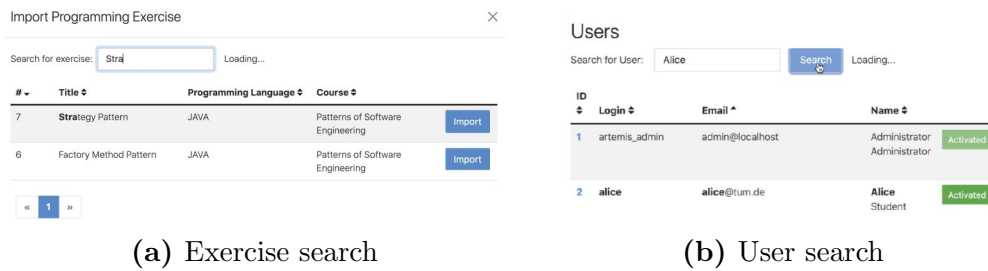 Import Programming Exercise ×
Search for exercise: Stra Loading...
# Title Programming Language Course
7 Strategy Pattern JAVA Patterns of Software Engineering Import
6 Factory Method Pattern JAVA Patterns of Software Engineering Import
« 1 »
(a) Exercise search
Users
Search for User: Alice Search Loading...
ID Login Email Name
1 artemis_admin admin@localhost Administrator Administrator Activated
2 alice alice@tum.de Alice Student Activated
(b) User search